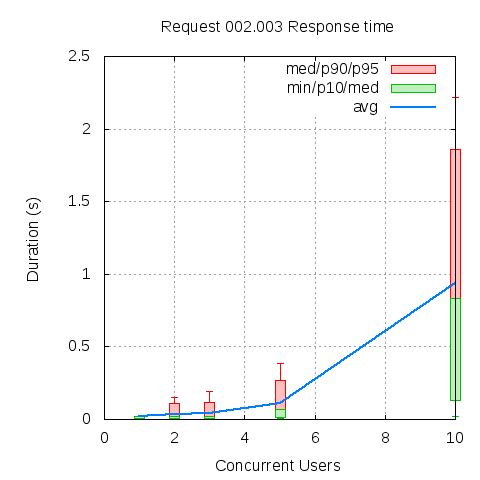 Request 002.003 Response time
med/p90/p95
min/p10/med
avg
Duration (s)
2.5
2
1.5
1
0.5
0
0 2 4 6 8 10
Concurrent Users